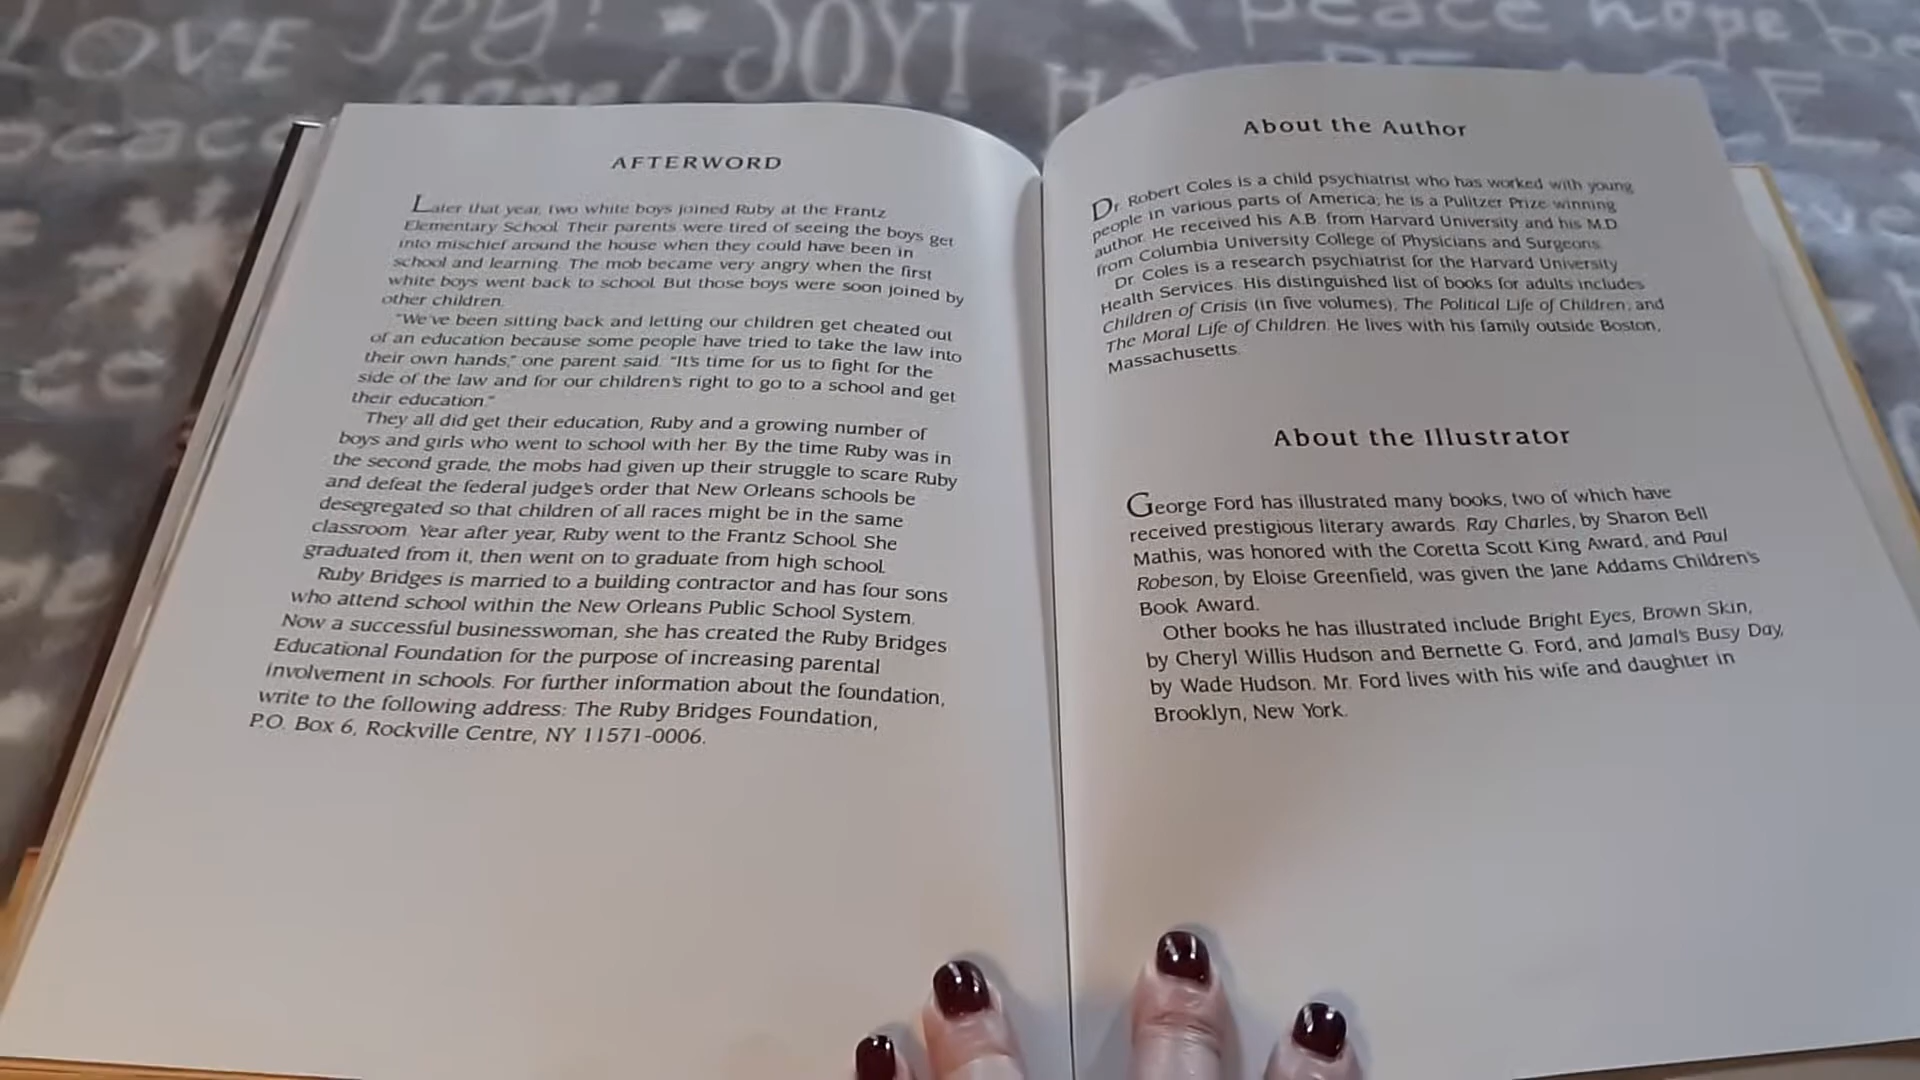 LOVE joy! JOY! peace hope be
peace home! HO PEACE
AFTERWORD
Later that year, two white boys joined Ruby at the Frantz
Elementary School. Their parents were tired of seeing the boys get
into mischief around the house when they could have been in
school and learning. The mob became very angry when the first
white boys went back to school. But those boys were soon joined by
other children.
"We've been sitting back and letting our children get cheated out
of an education because some people have tried to take the law into
their own hands," one parent said. "It's time for us to fight for the
side of the law and for our children's right to go to a school and get
their education."
They all did get their education, Ruby and a growing number of
boys and girls who went to school with her. By the time Ruby was in
the second grade, the mobs had given up their struggle to scare Ruby
and defeat the federal judge's order that New Orleans schools be
desegregated so that children of all races might be in the same
classroom. Year after year, Ruby went to the Frantz School. She
graduated from it, then went on to graduate from high school.
Ruby Bridges is married to a building contractor and has four sons
who attend school within the New Orleans Public School System.
Now a successful businesswoman, she has created the Ruby Bridges
Educational Foundation for the purpose of increasing parental
involvement in schools. For further information about the foundation,
write to the following address: The Ruby Bridges Foundation,
P.O. Box 6, Rockville Centre, NY 11571-0006.
About the Author
Dr. Robert Coles is a child psychiatrist who has worked with young
people in various parts of America; he is a Pulitzer Prize winning
author. He received his A.B. from Harvard University and his M.D.
from Columbia University College of Physicians and Surgeons.
Dr. Coles is a research psychiatrist for the Harvard University
Health Services. His distinguished list of books for adults includes
Children of Crisis (in five volumes), The Political Life of Children, and
The Moral Life of Children. He lives with his family outside Boston,
Massachusetts.
About the Illustrator
George Ford has illustrated many books, two of which have
received prestigious literary awards. Ray Charles, by Sharon Bell
Mathis, was honored with the Coretta Scott King Award, and Paul
Robeson, by Eloise Greenfield, was given the Jane Addams Children's
Book Award.
Other books he has illustrated include Bright Eyes, Brown Skin,
by Cheryl Willis Hudson and Bernette G. Ford, and Jamal's Busy Day,
by Wade Hudson. Mr. Ford lives with his wife and daughter in
Brooklyn, New York.